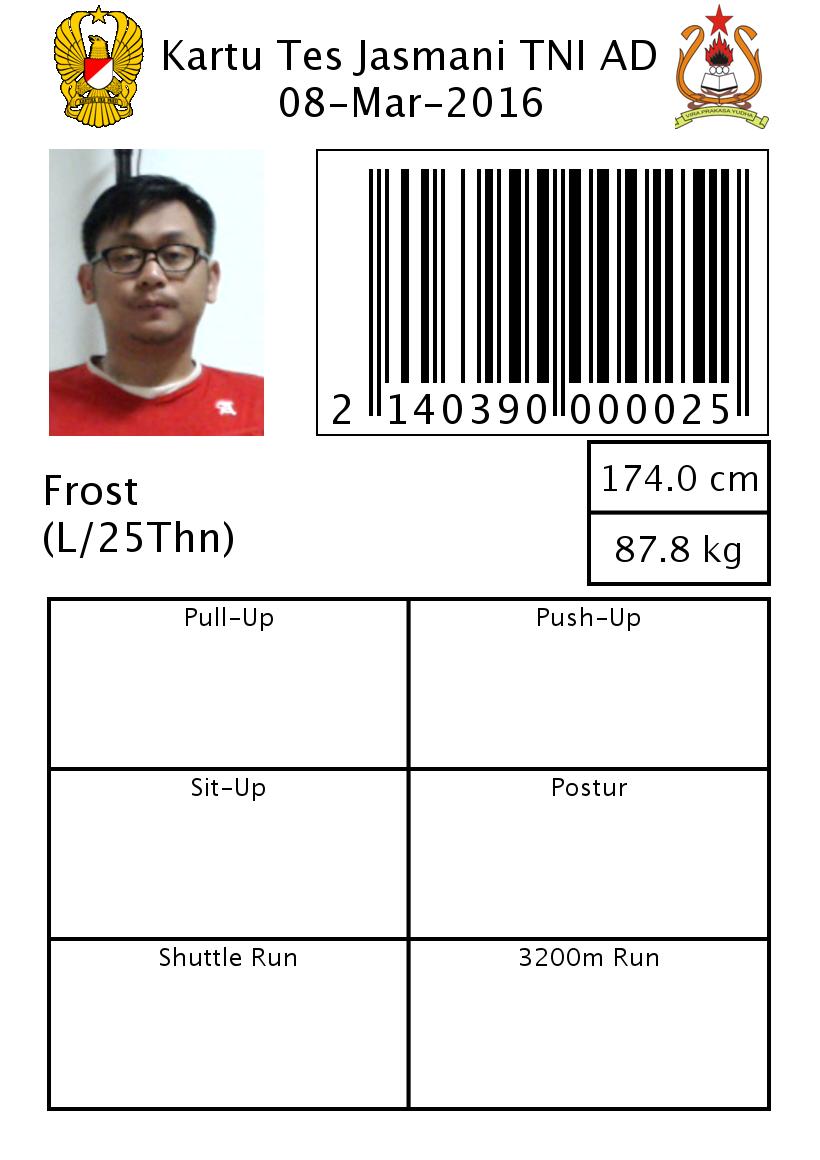 Kartu Tes Jasmani TNI AD
08-Mar-2016
VIRA PRAKASA YUDHA
2 140390 000025
174.0 cm
87.8 kg
Frost
(L/25Thn)
Pull-Up
Push-Up
Sit-Up
Postur
Shuttle Run
3200m Run